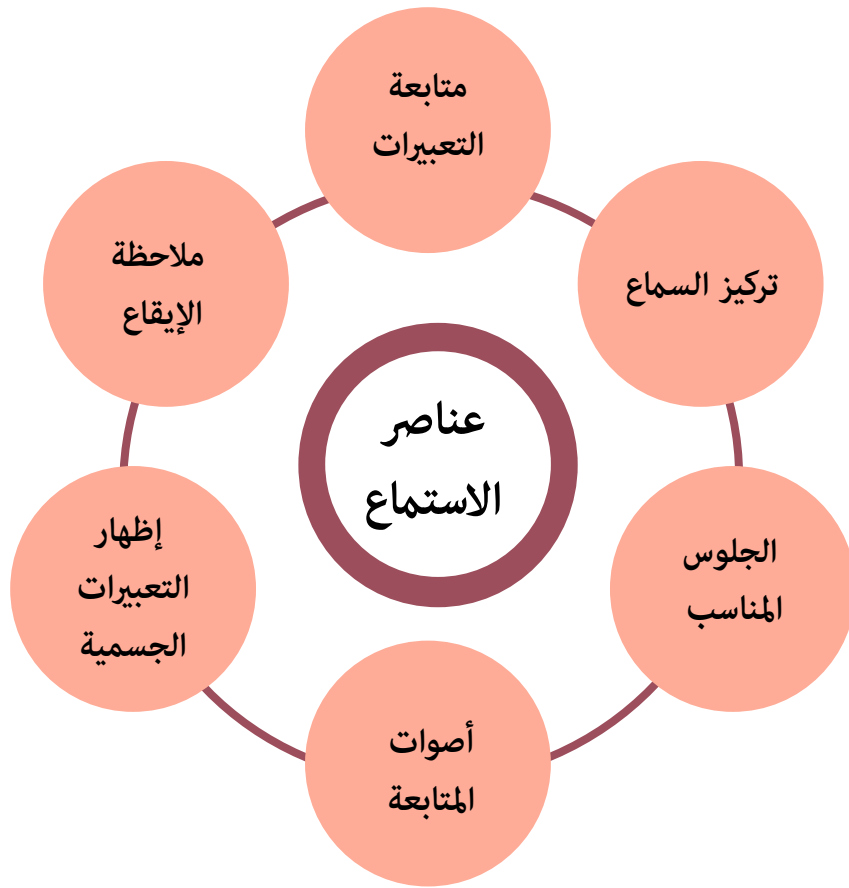 عناصر
الاستماع
متابعة
التعبيرات
تركيز السماع
الجلوس
المناسب
أصوات
المتابعة
إظهار
التعبيرات
الجسمية
ملاحظة
الإيقاع